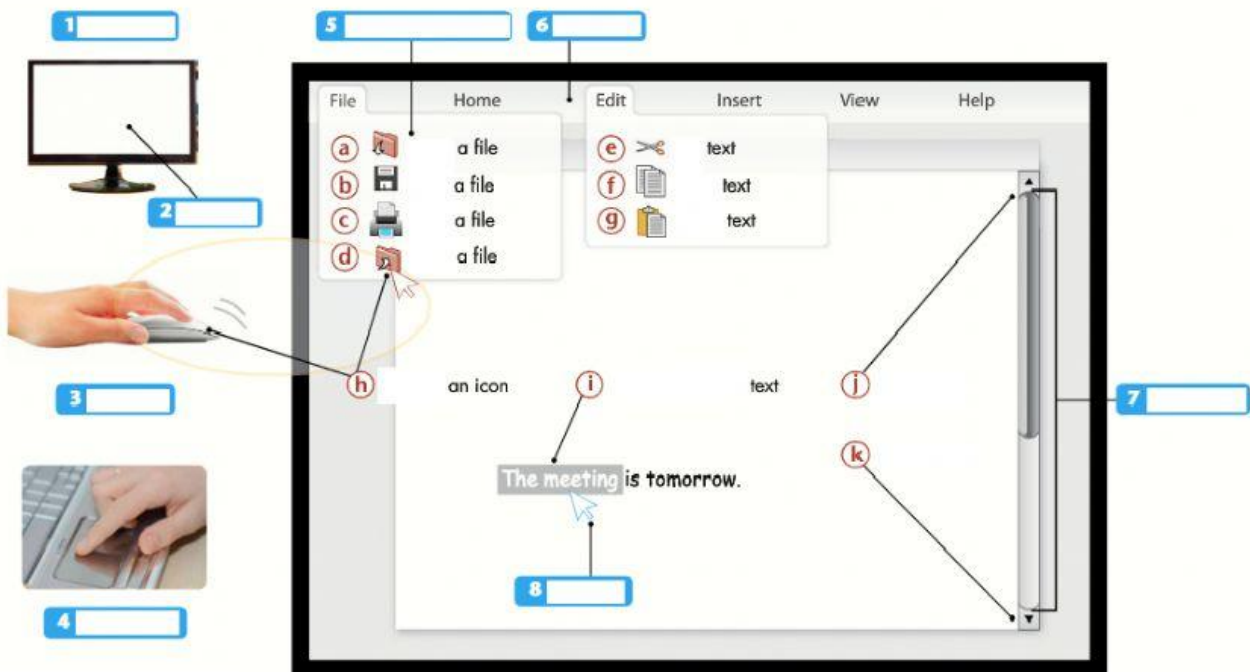 1
5
6
File Home Edit Insert View Help
a a file
b a file
c a file
d a file
e text
f text
g text
2
3
h an icon
i text
j
7
k
The meeting is tomorrow.
4
8